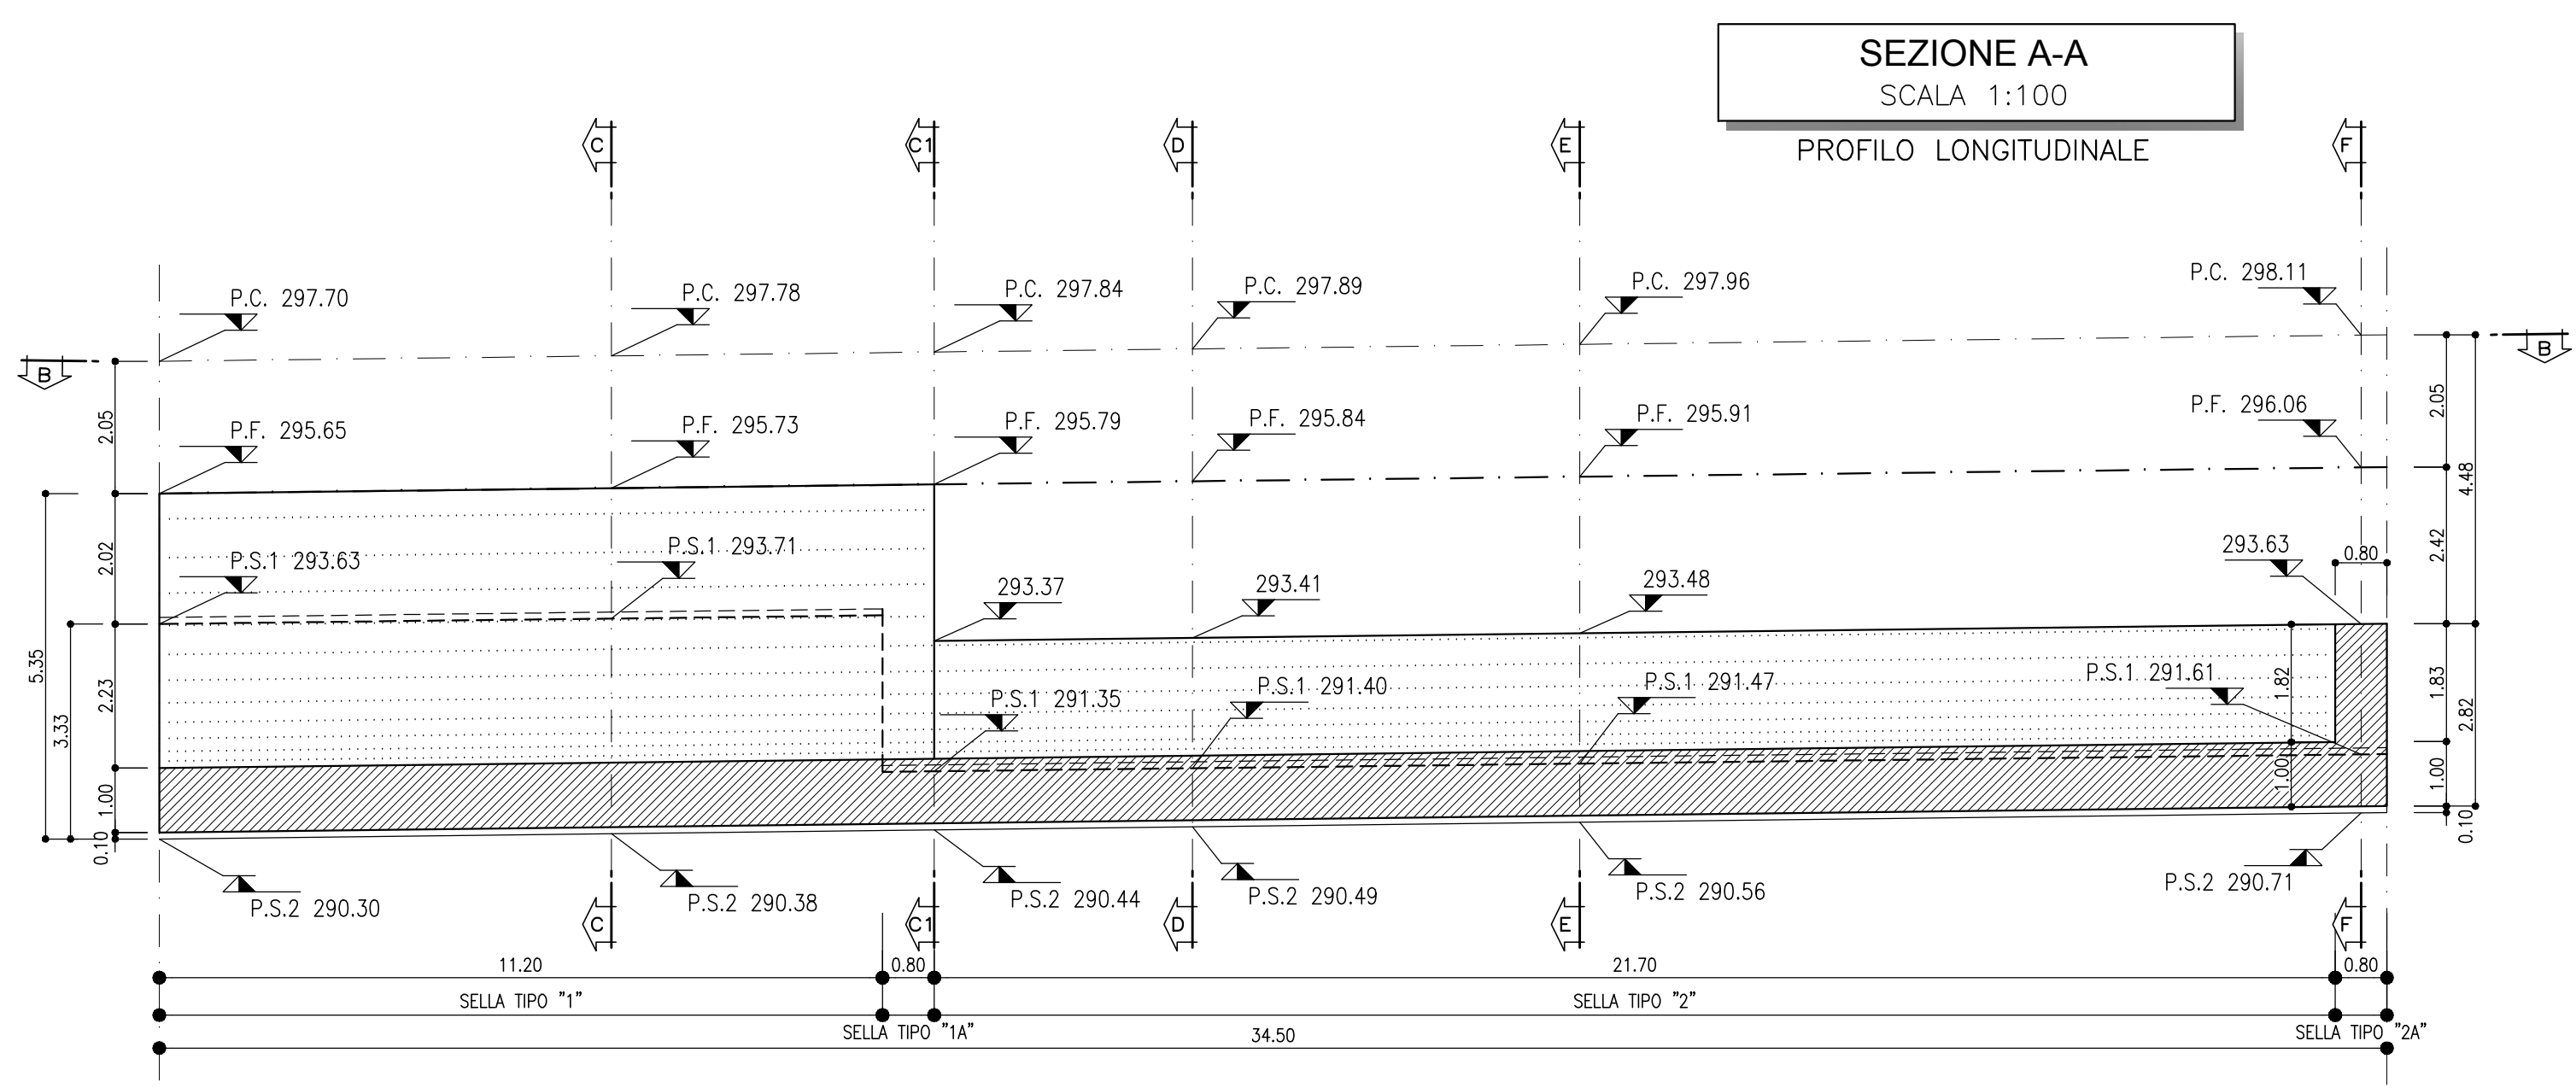 SEZIONE A-A
SCALA 1:100
PROFILO LONGITUDINALE
C
C1
D
E
F
P.C. 297.70
P.C. 297.78
P.C. 297.84
P.C. 297.89
P.C. 297.96
P.C. 298.11
B
B
2.05
2.05
P.F. 295.65
P.F. 295.73
P.F. 295.79
P.F. 295.84
P.F. 295.91
P.F. 296.06
4.48
2.02
2.42
P.S.1 293.63
P.S.1 293.71
293.37
293.41
293.48
293.63
0.80
5.35
3.33
2.23
P.S.1 291.35
P.S.1 291.40
P.S.1 291.47
P.S.1 291.61
1.82
1.83
2.82
1.00
1.00
1.00
0.10
0.10
P.S.2 290.30
P.S.2 290.38
P.S.2 290.44
P.S.2 290.49
P.S.2 290.56
P.S.2 290.71
C
C1
D
E
F
11.20
0.80
21.70
0.80
SELLA TIPO "1"
SELLA TIPO "2"
SELLA TIPO "1A"
SELLA TIPO "2A"
34.50